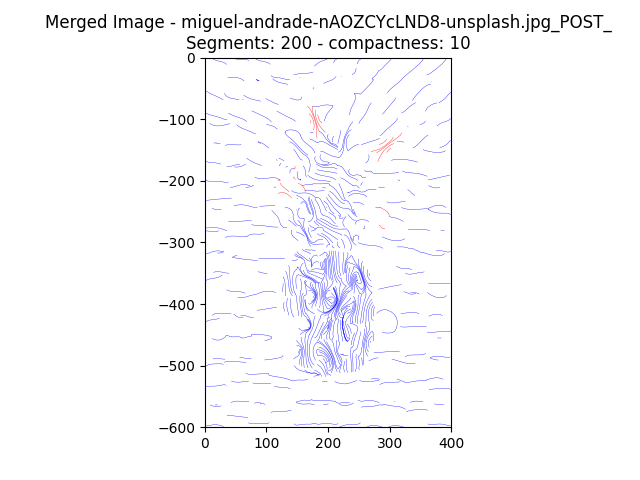 Merged Image - miguel-andrade-nAOZCYcLND8-unsplash.jpg_POST_
Segments: 200 - compactness: 10
0
−100
−200
−300
−400
−500
−600
0 100 200 300 400